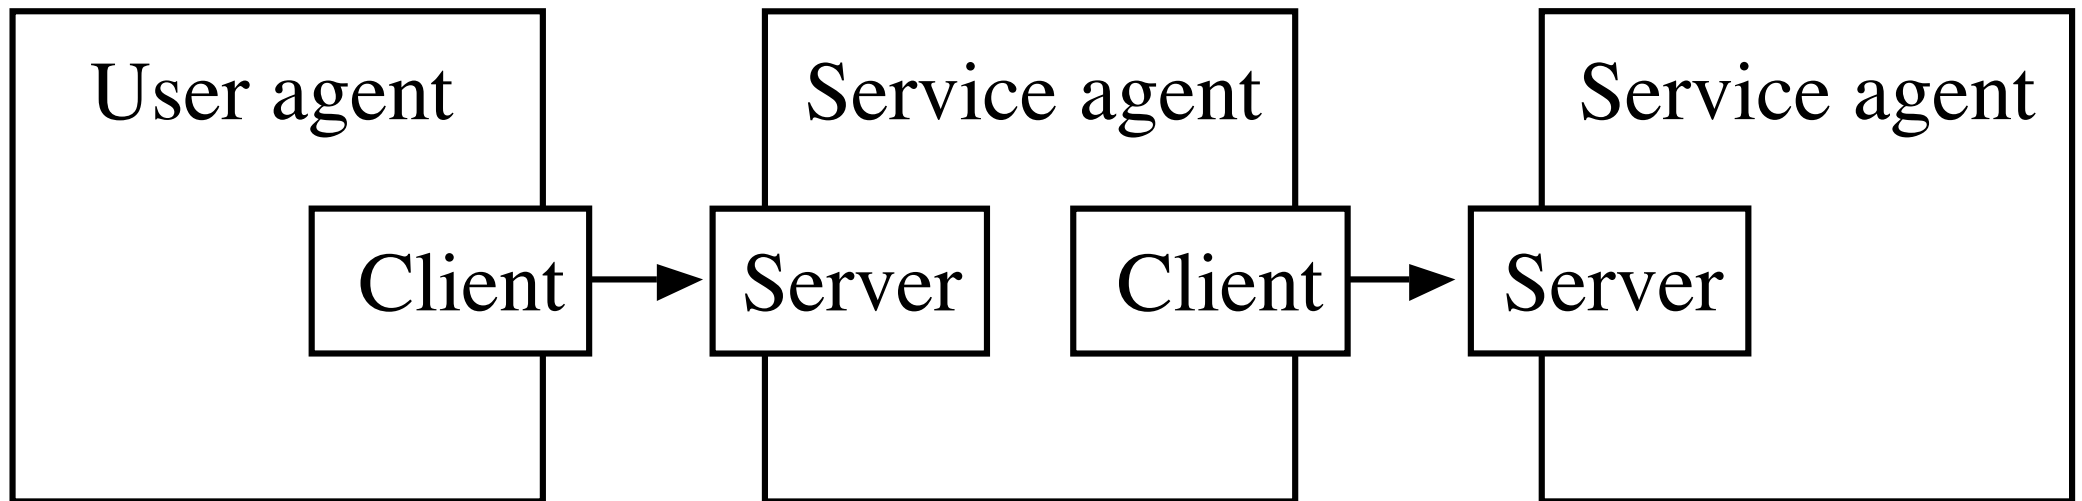 User agent
Service agent
Service agent
Client
Server
Client
Server